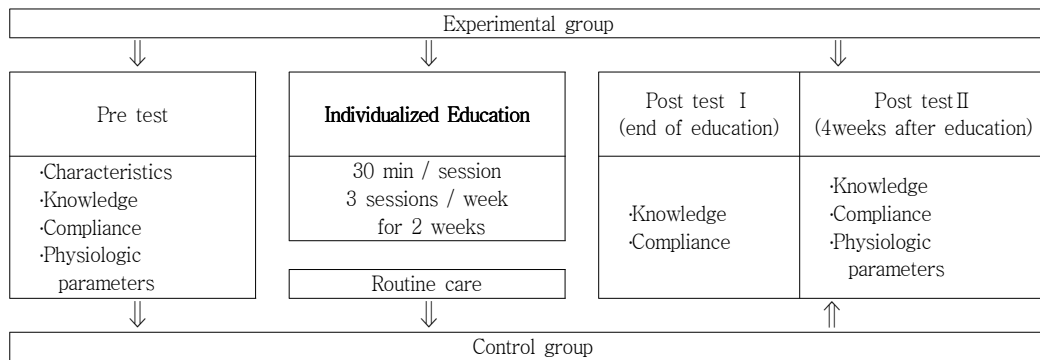 Experimental group
⇓ ⇓ ⇓
Pre test
·Characteristics
·Knowledge
·Compliance
·Physiologic
parameters
Individualized Education
30 min / session
3 sessions / week
for 2 weeks
Routine care
Post test Ⅰ
(end of education)
·Knowledge
·Compliance
Post testⅡ
(4weeks after education)
·Knowledge
·Compliance
·Physiologic
parameters
⇓ ⇓ ⇑
Control group